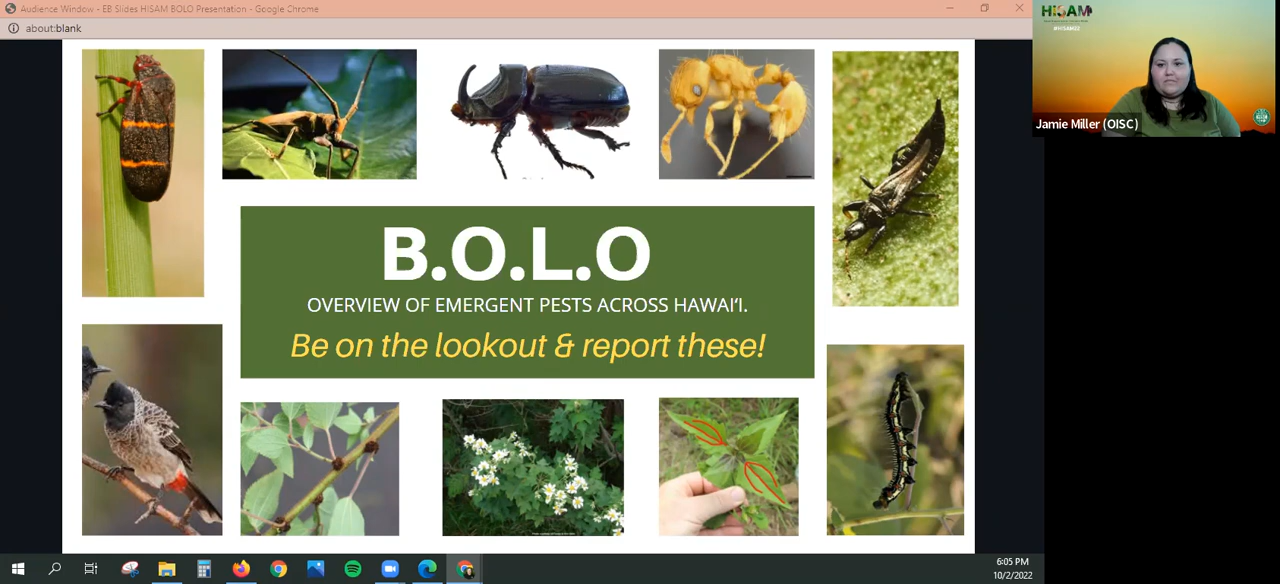 Audience Window - EB Slides HISAM BOLO Presentation - Google Chrome
about:blank
HISAM
Jamie Miller (OISC)
B.O.L.O
OVERVIEW OF EMERGENT PESTS ACROSS HAWAIʻI.
Be on the lookout & report these!
6:05 PM
10/2/2022